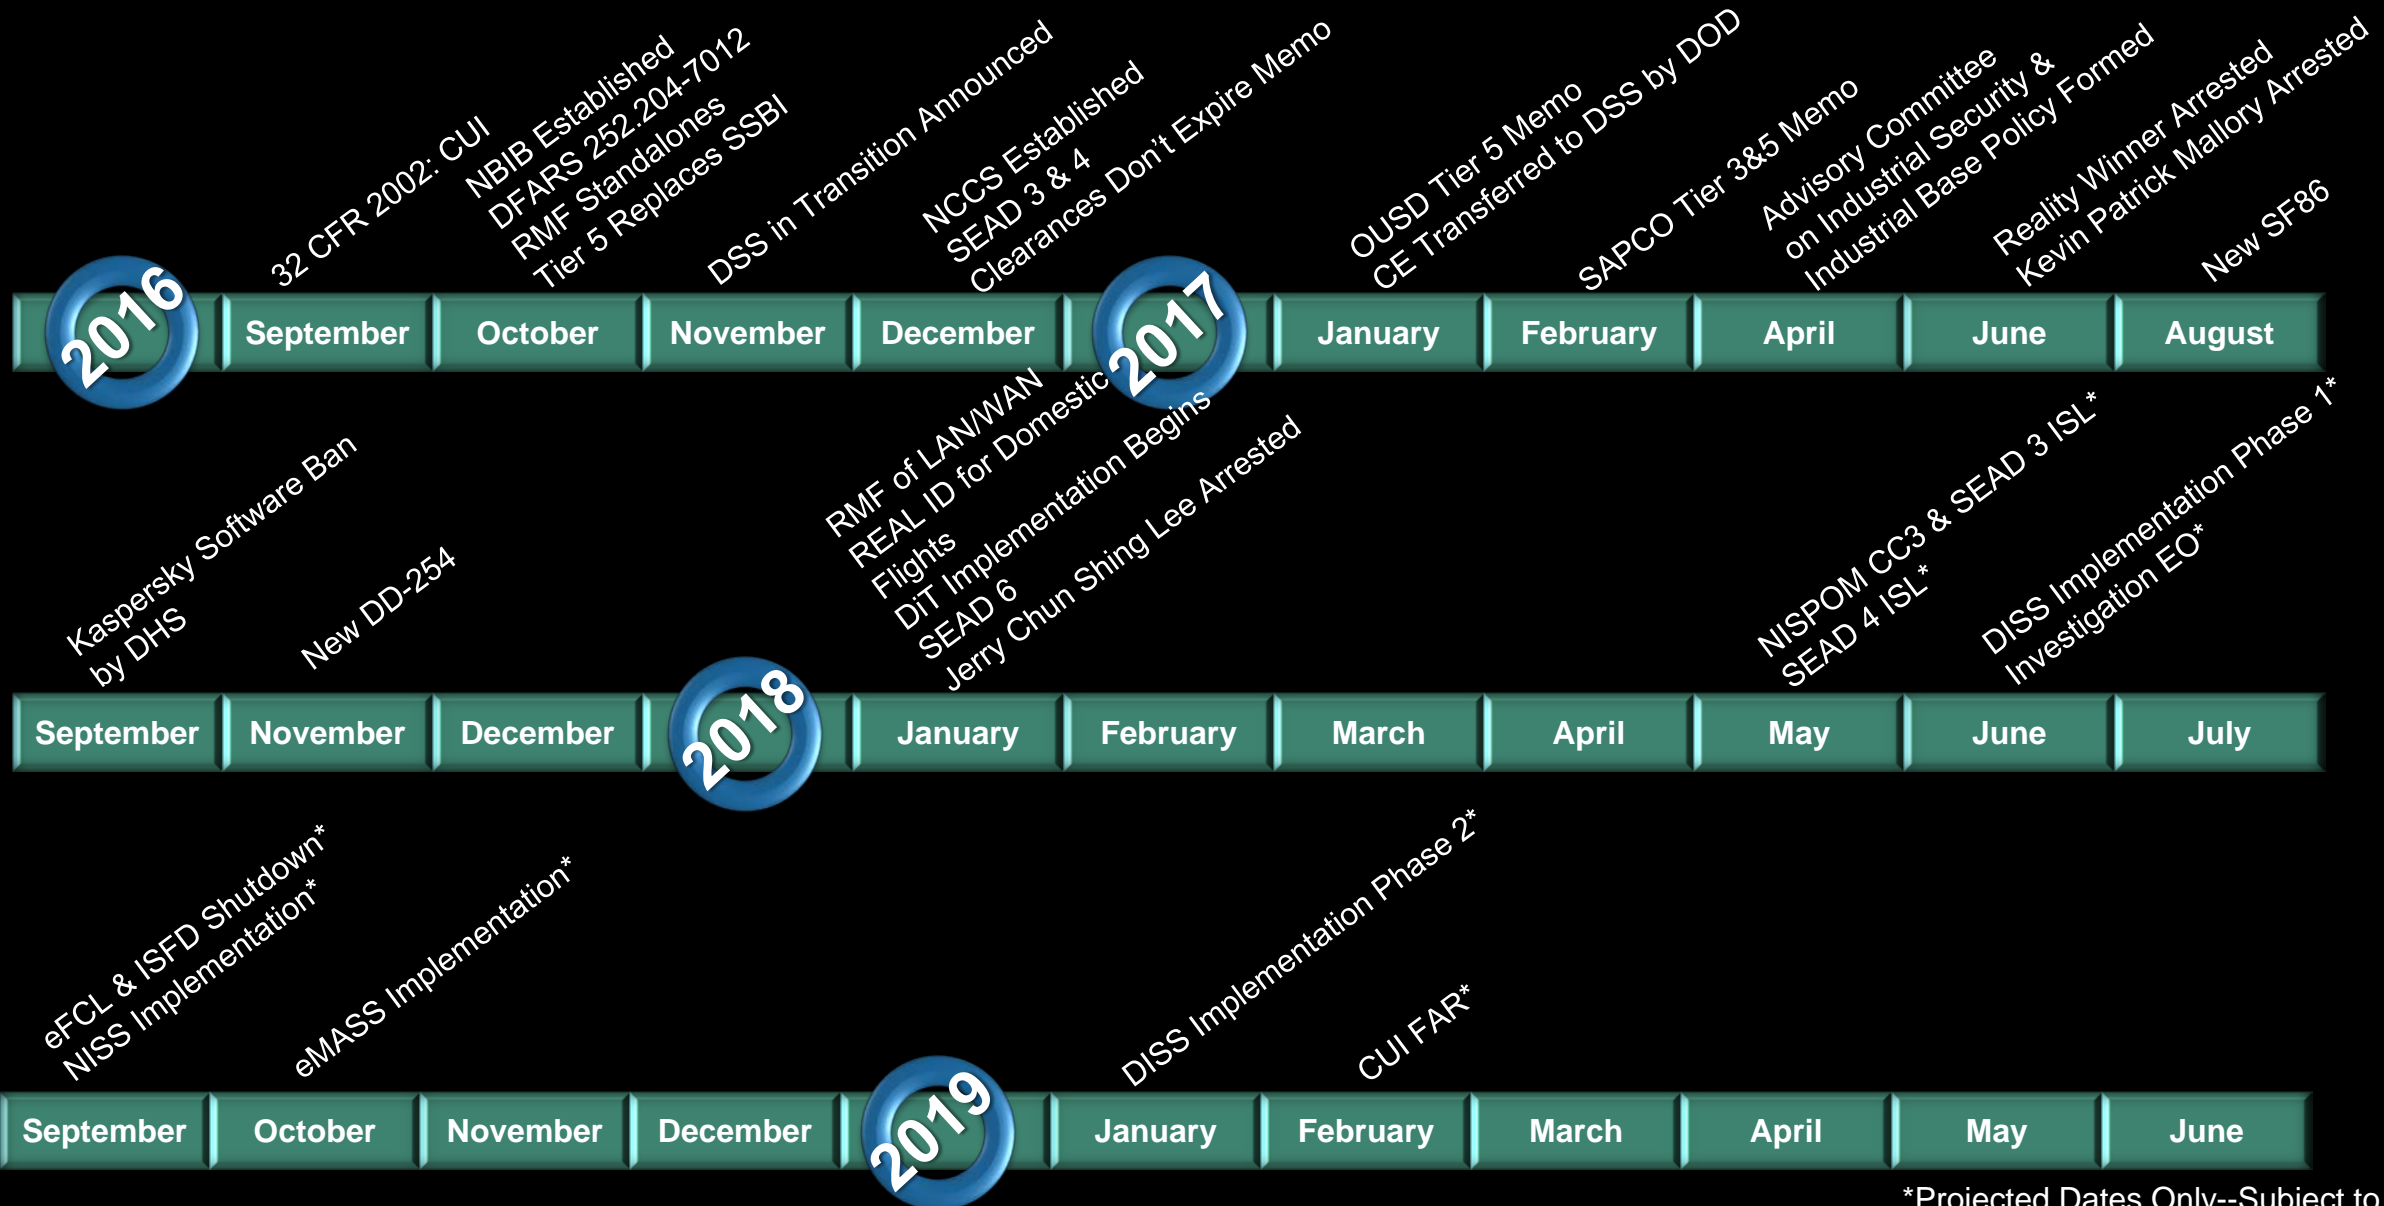 32 CFR 2002: CUI
NBIB Established
DFARS 252.204-7012
RMF Standalones
Tier 5 Replaces SSBI
DSS in Transition Announced
NCCS Established
SEAD 3 & 4
Clearances Don’t Expire Memo
OUSD Tier 5 Memo
CE Transferred to DSS by DOD
SAPCO Tier 3&5 Memo
Advisory Committee
on Industrial Security &
Industrial Base Policy Formed
Reality Winner Arrested
Kevin Patrick Mallory Arrested
New SF86
2016
September
October
November
December
2017
January
February
April
June
August
Kaspersky Software Ban
by DHS
New DD-254
RMF of LAN/WAN
REAL ID for Domestic
Flights
DiT Implementation Begins
SEAD 6
Jerry Chun Shing Lee Arrested
NISPOM CC3 & SEAD 3 ISL*
SEAD 4 ISL*
DISS Implementation Phase 1*
Investigation EO*
September
November
December
2018
January
February
March
April
May
June
July
eFCL & ISFD Shutdown*
NISS Implementation*
eMASS Implementation*
DISS Implementation Phase 2*
CUI FAR*
September
October
November
December
2019
January
February
March
April
May
June
*Projected Dates Only--Subject to